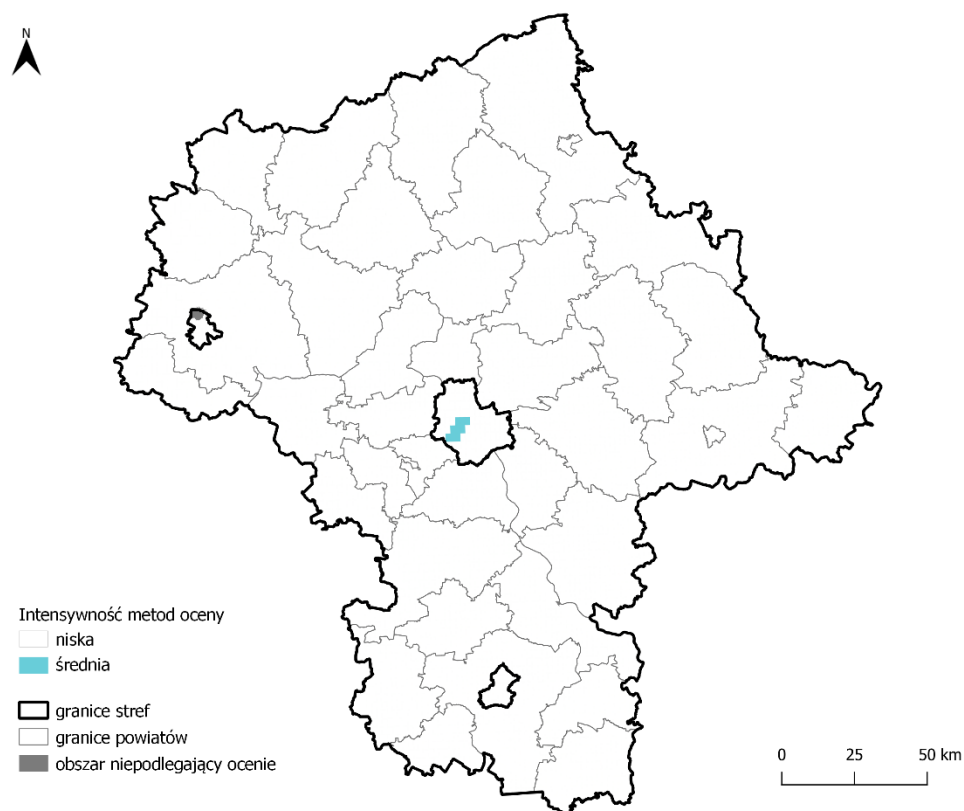 N
Intensywność metod oceny
niska
średnia
granice stref
granice powiatów
obszar niepodlegający ocenie
0 25 50 km